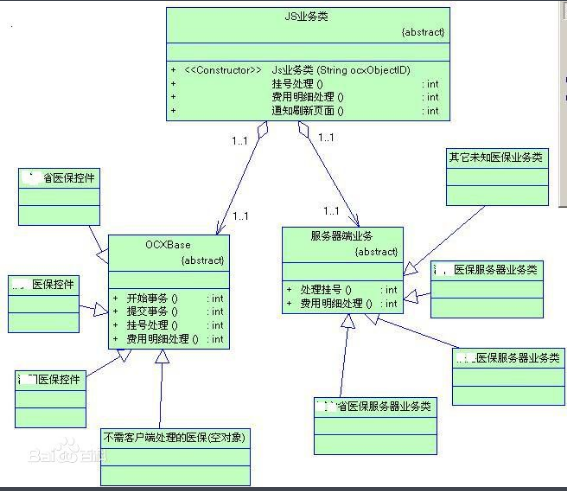 JS业务类
{abstract}
+ <<Constructor>> Js业务类 (String ocxObjectID)
+ 挂号处理 () : int
+ 费用明细处理 () : int
+ 通知刷新页面 () : int
1..1
1..1
其它未知医保业务类
省医保控件
1..1
1..1
OCXBase
{abstract}
+ 开始事务 () : int
+ 提交事务 () : int
+ 挂号处理 () : int
+ 费用明细处理 () : int
服务器端业务
{abstract}
+ 处理挂号 () : int
+ 费用明细处理 () : int
医保服务器业务类
医保控件
医保服务器业务类
医保控件
省医保服务器业务类
不需客户端处理的医保(空对象)
Bai百科